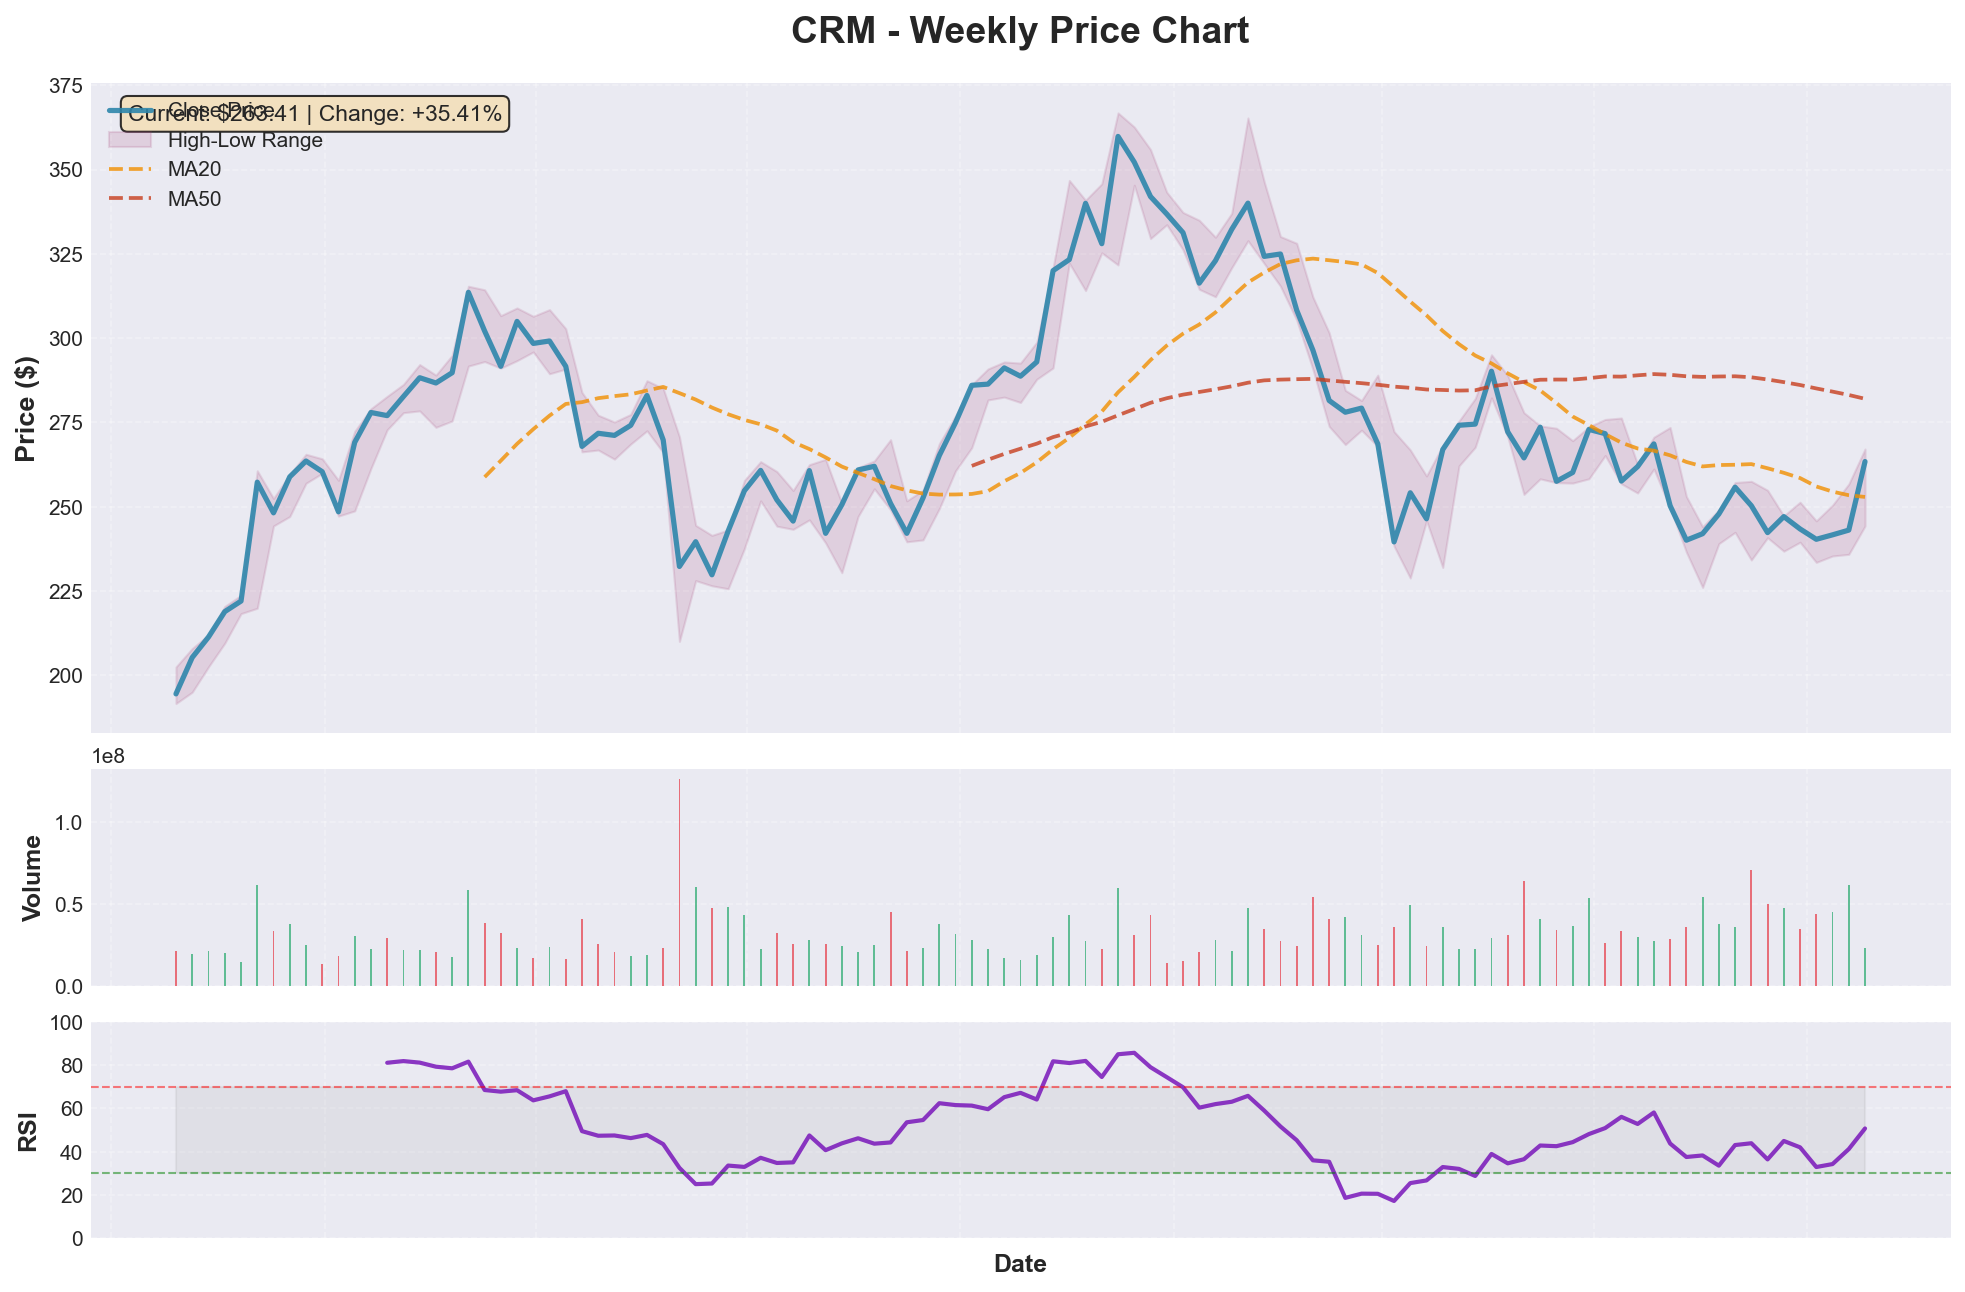 CRM - Weekly Price Chart
Current: $263.41 | Change: +35.41%
Close Price
High-Low Range
MA20
MA50
Price ($)
375
350
325
300
275
250
225
200
1e8
Volume
1.0
0.5
0.0
RSI
100
80
60
40
20
0
Date